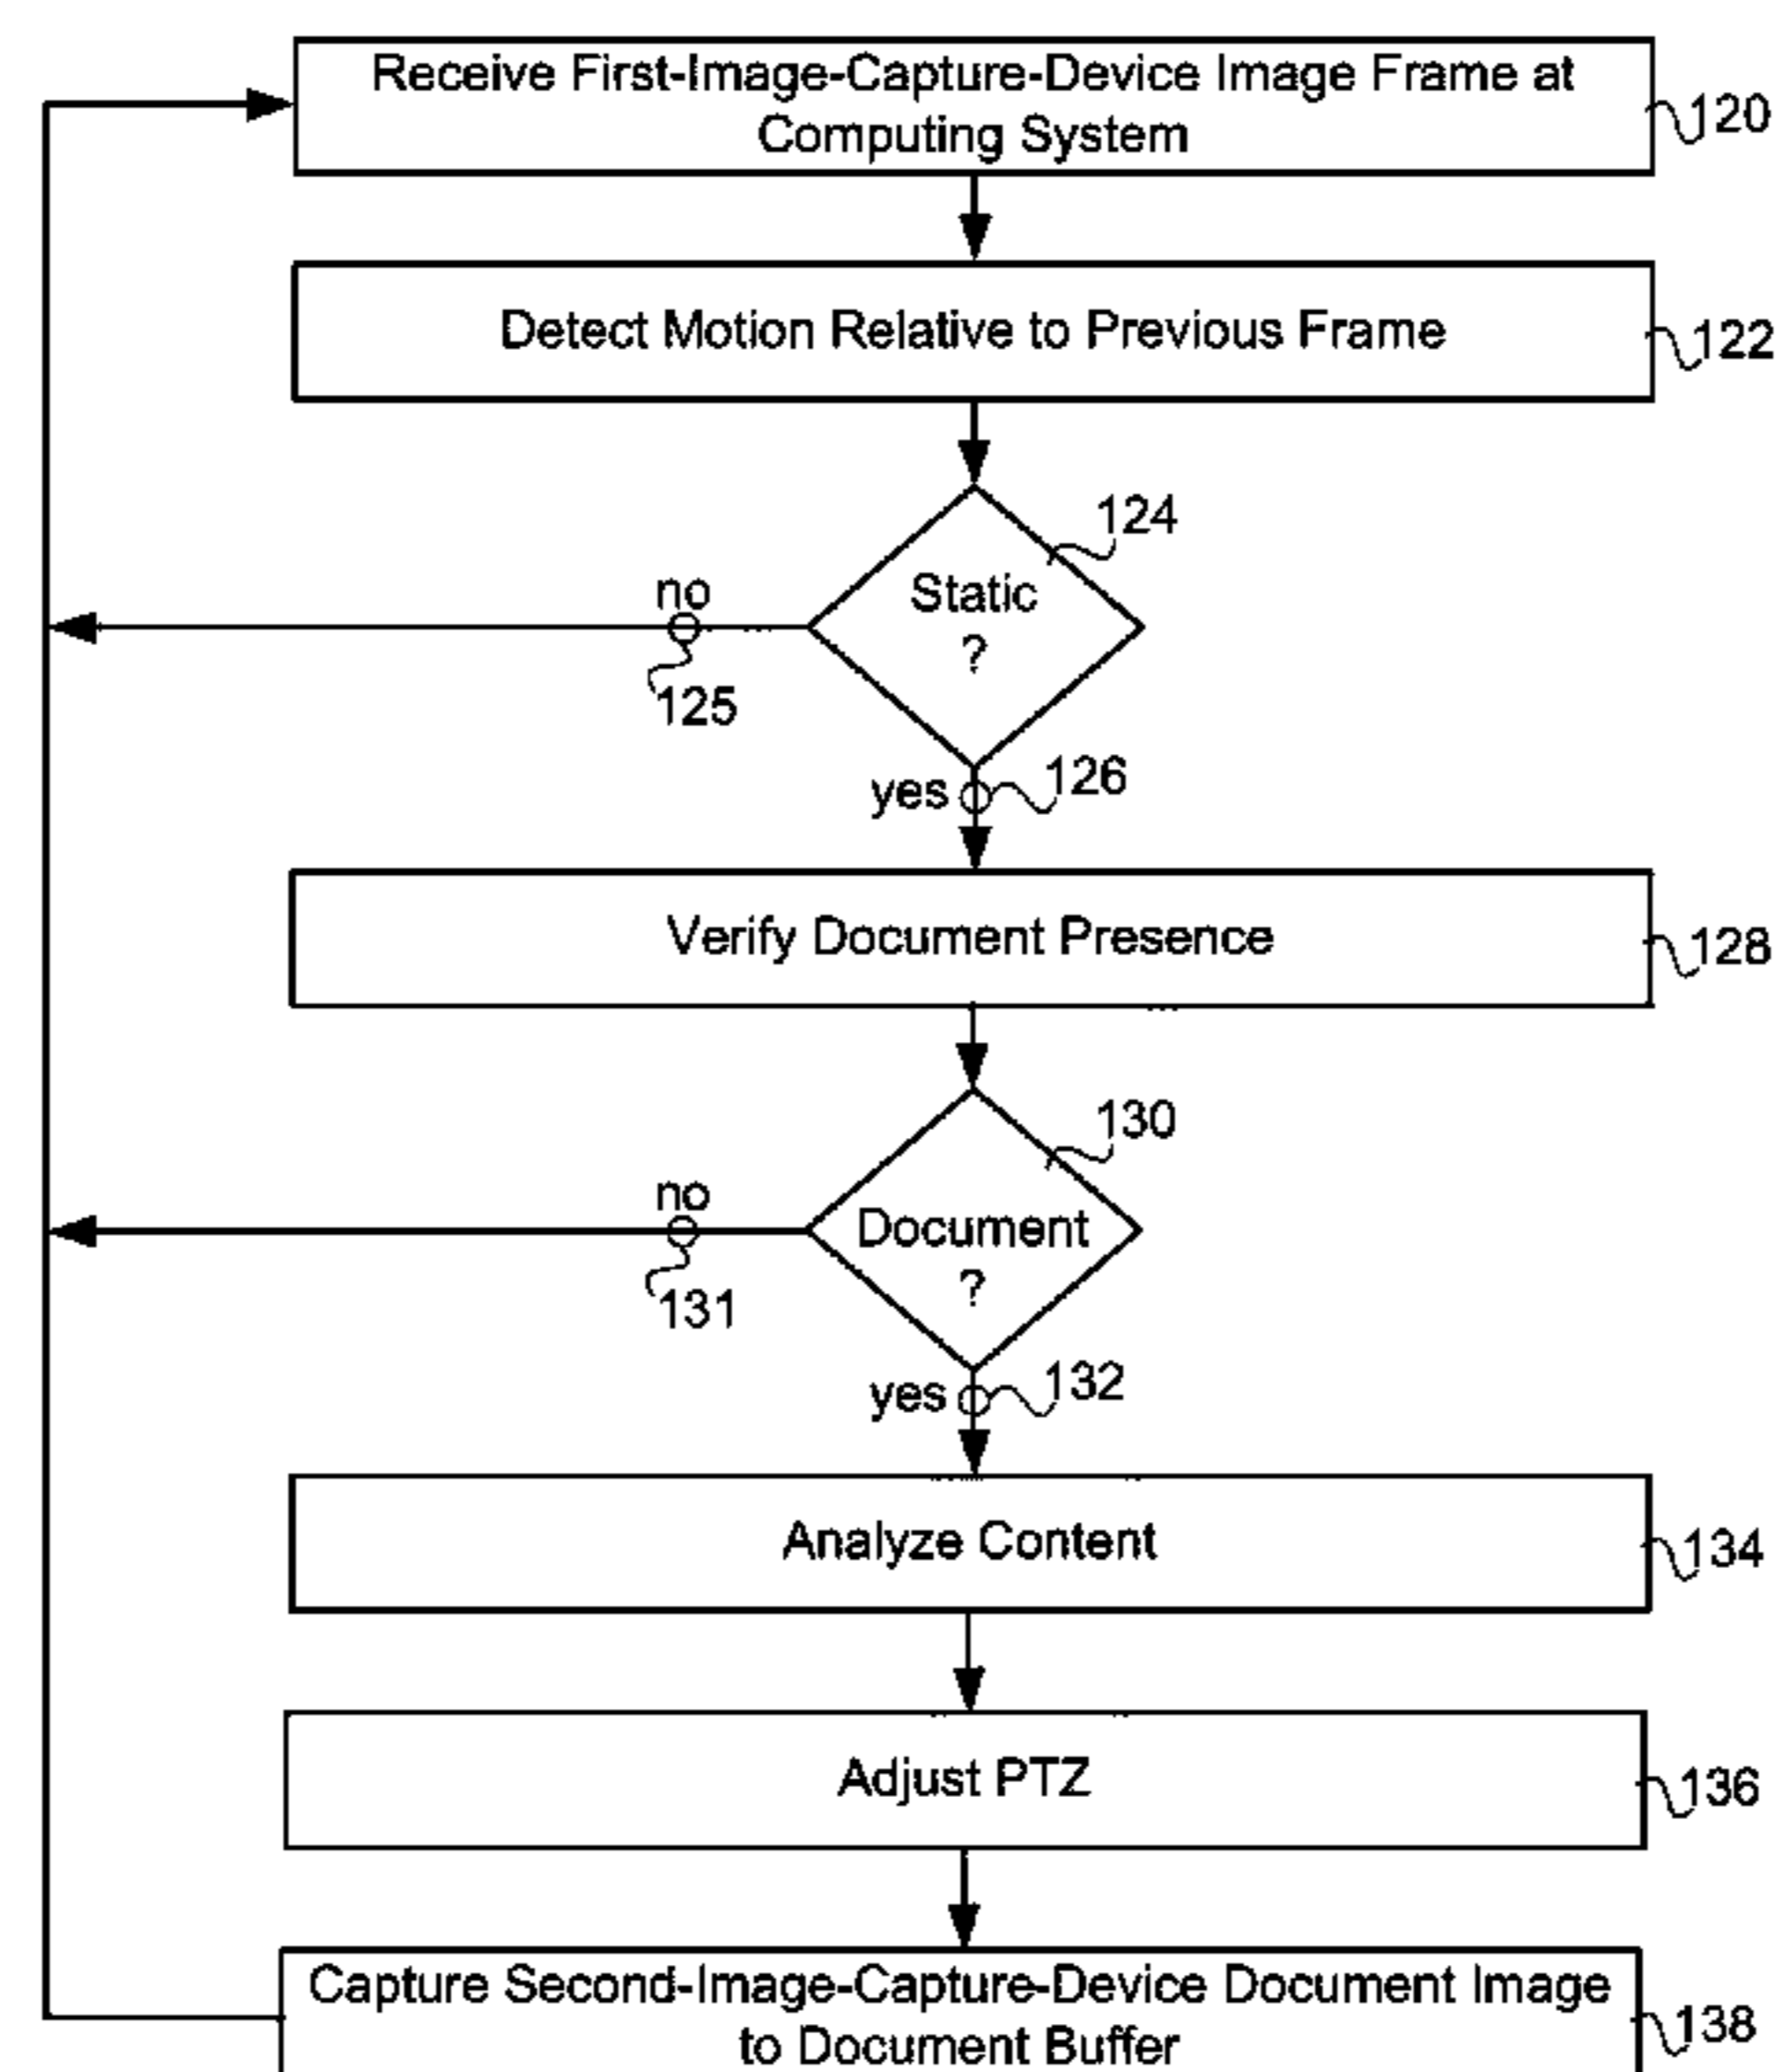 Receive First-Image-Capture-Device Image Frame at
Computing System
120
Detect Motion Relative to Previous Frame
122
124
Static
?
no
125
yes
126
Verify Document Presence
128
130
Document
?
no
131
yes
132
Analyze Content
134
Adjust PTZ
136
Capture Second-Image-Capture-Device Document Image
to Document Buffer
138